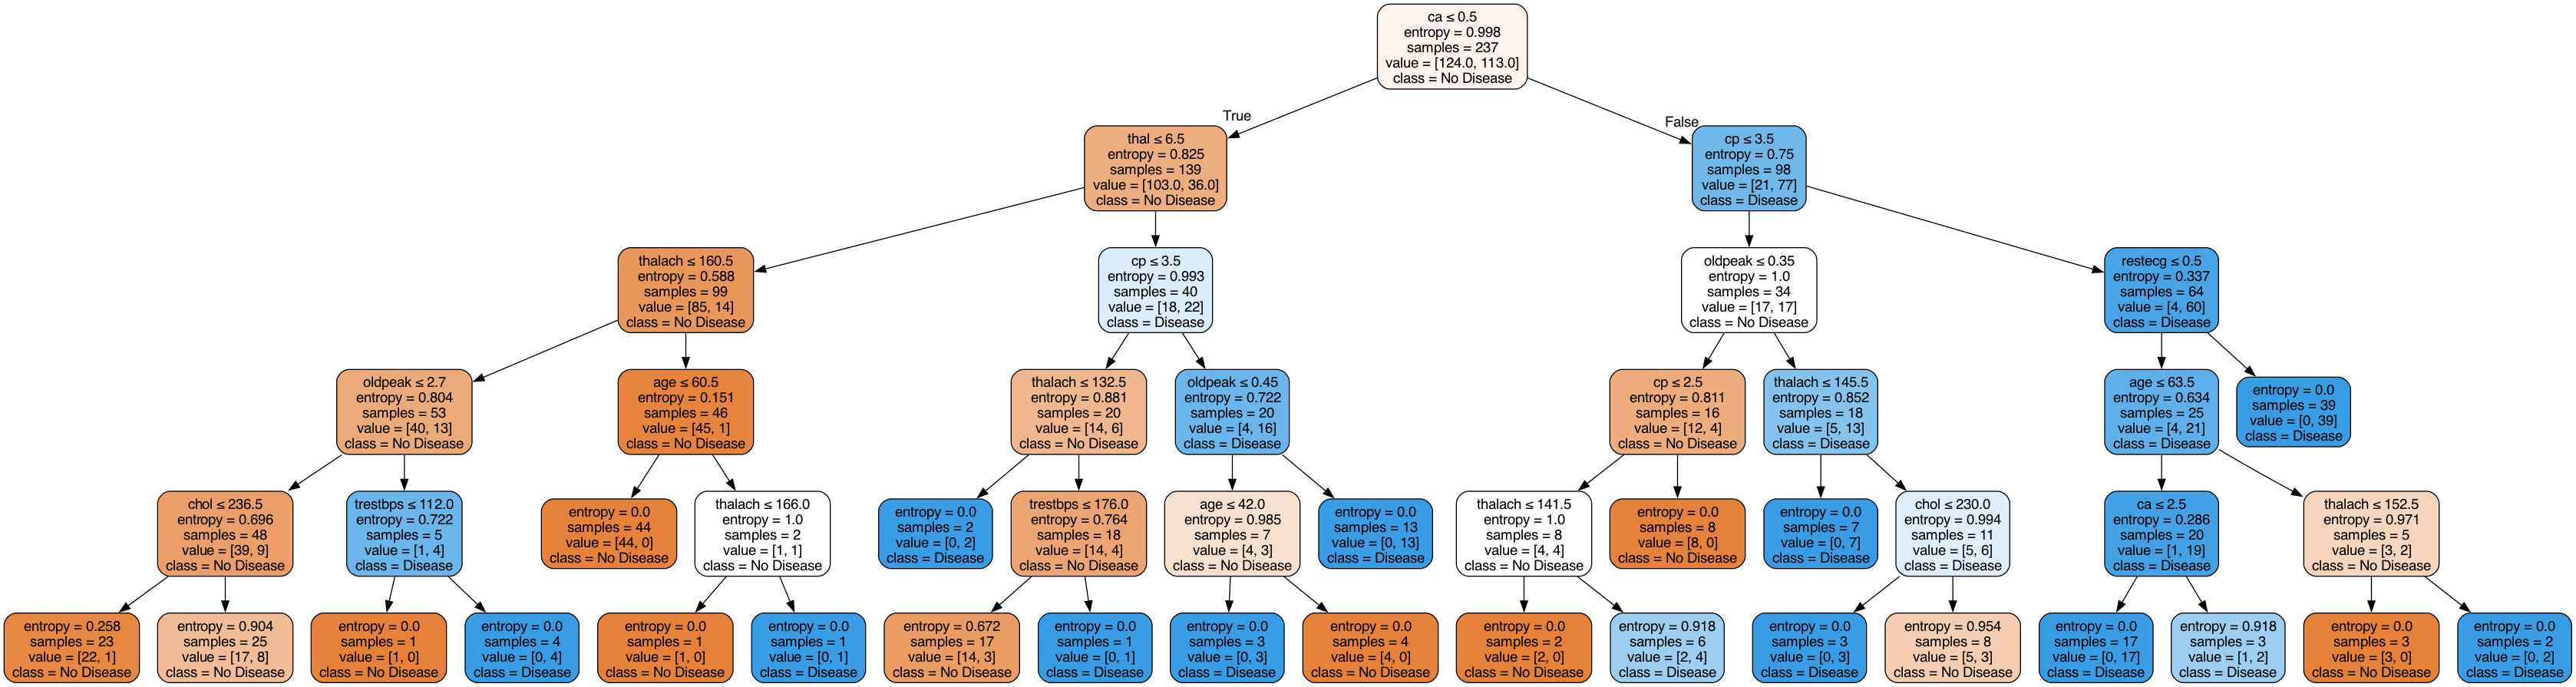 ca ≤ 0.5
entropy = 0.998
samples = 237
value = [124.0, 113.0]
class = No Disease
True
False
thal ≤ 6.5
entropy = 0.825
samples = 139
value = [103.0, 36.0]
class = No Disease
cp ≤ 3.5
entropy = 0.75
samples = 98
value = [21, 77]
class = Disease
thalach ≤ 160.5
entropy = 0.588
samples = 99
value = [85, 14]
class = No Disease
cp ≤ 3.5
entropy = 0.993
samples = 40
value = [18, 22]
class = Disease
oldpeak ≤ 0.35
entropy = 1.0
samples = 34
value = [17, 17]
class = No Disease
restecg ≤ 0.5
entropy = 0.337
samples = 64
value = [4, 60]
class = Disease
oldpeak ≤ 2.7
entropy = 0.804
samples = 53
value = [40, 13]
class = No Disease
age ≤ 60.5
entropy = 0.151
samples = 46
value = [45, 1]
class = No Disease
thalach ≤ 132.5
entropy = 0.881
samples = 20
value = [14, 6]
class = No Disease
oldpeak ≤ 0.45
entropy = 0.722
samples = 20
value = [4, 16]
class = Disease
cp ≤ 2.5
entropy = 0.811
samples = 16
value = [12, 4]
class = No Disease
thalach ≤ 145.5
entropy = 0.852
samples = 18
value = [5, 13]
class = Disease
age ≤ 63.5
entropy = 0.634
samples = 25
value = [4, 21]
class = Disease
entropy = 0.0
samples = 39
value = [0, 39]
class = Disease
chol ≤ 236.5
entropy = 0.696
samples = 48
value = [39, 9]
class = No Disease
trestbps ≤ 112.0
entropy = 0.722
samples = 5
value = [1, 4]
class = Disease
entropy = 0.0
samples = 44
value = [44, 0]
class = No Disease
thalach ≤ 166.0
entropy = 1.0
samples = 2
value = [1, 1]
class = No Disease
entropy = 0.0
samples = 2
value = [0, 2]
class = Disease
trestbps ≤ 176.0
entropy = 0.764
samples = 18
value = [14, 4]
class = No Disease
age ≤ 42.0
entropy = 0.985
samples = 7
value = [4, 3]
class = No Disease
entropy = 0.0
samples = 13
value = [0, 13]
class = Disease
thalach ≤ 141.5
entropy = 1.0
samples = 8
value = [4, 4]
class = No Disease
entropy = 0.0
samples = 8
value = [8, 0]
class = No Disease
entropy = 0.0
samples = 7
value = [0, 7]
class = Disease
chol ≤ 230.0
entropy = 0.994
samples = 11
value = [5, 6]
class = Disease
ca ≤ 2.5
entropy = 0.286
samples = 20
value = [1, 19]
class = Disease
thalach ≤ 152.5
entropy = 0.971
samples = 5
value = [3, 2]
class = No Disease
entropy = 0.258
samples = 23
value = [22, 1]
class = No Disease
entropy = 0.904
samples = 25
value = [17, 8]
class = No Disease
entropy = 0.0
samples = 1
value = [1, 0]
class = No Disease
entropy = 0.0
samples = 4
value = [0, 4]
class = Disease
entropy = 0.0
samples = 1
value = [1, 0]
class = No Disease
entropy = 0.0
samples = 1
value = [0, 1]
class = Disease
entropy = 0.672
samples = 17
value = [14, 3]
class = No Disease
entropy = 0.0
samples = 1
value = [0, 1]
class = Disease
entropy = 0.0
samples = 3
value = [0, 3]
class = Disease
entropy = 0.0
samples = 4
value = [4, 0]
class = No Disease
entropy = 0.0
samples = 2
value = [2, 0]
class = No Disease
entropy = 0.918
samples = 6
value = [2, 4]
class = Disease
entropy = 0.0
samples = 3
value = [0, 3]
class = Disease
entropy = 0.954
samples = 8
value = [5, 3]
class = No Disease
entropy = 0.0
samples = 17
value = [0, 17]
class = Disease
entropy = 0.918
samples = 3
value = [1, 2]
class = Disease
entropy = 0.0
samples = 3
value = [3, 0]
class = No Disease
entropy = 0.0
samples = 2
value = [0, 2]
class = Disease